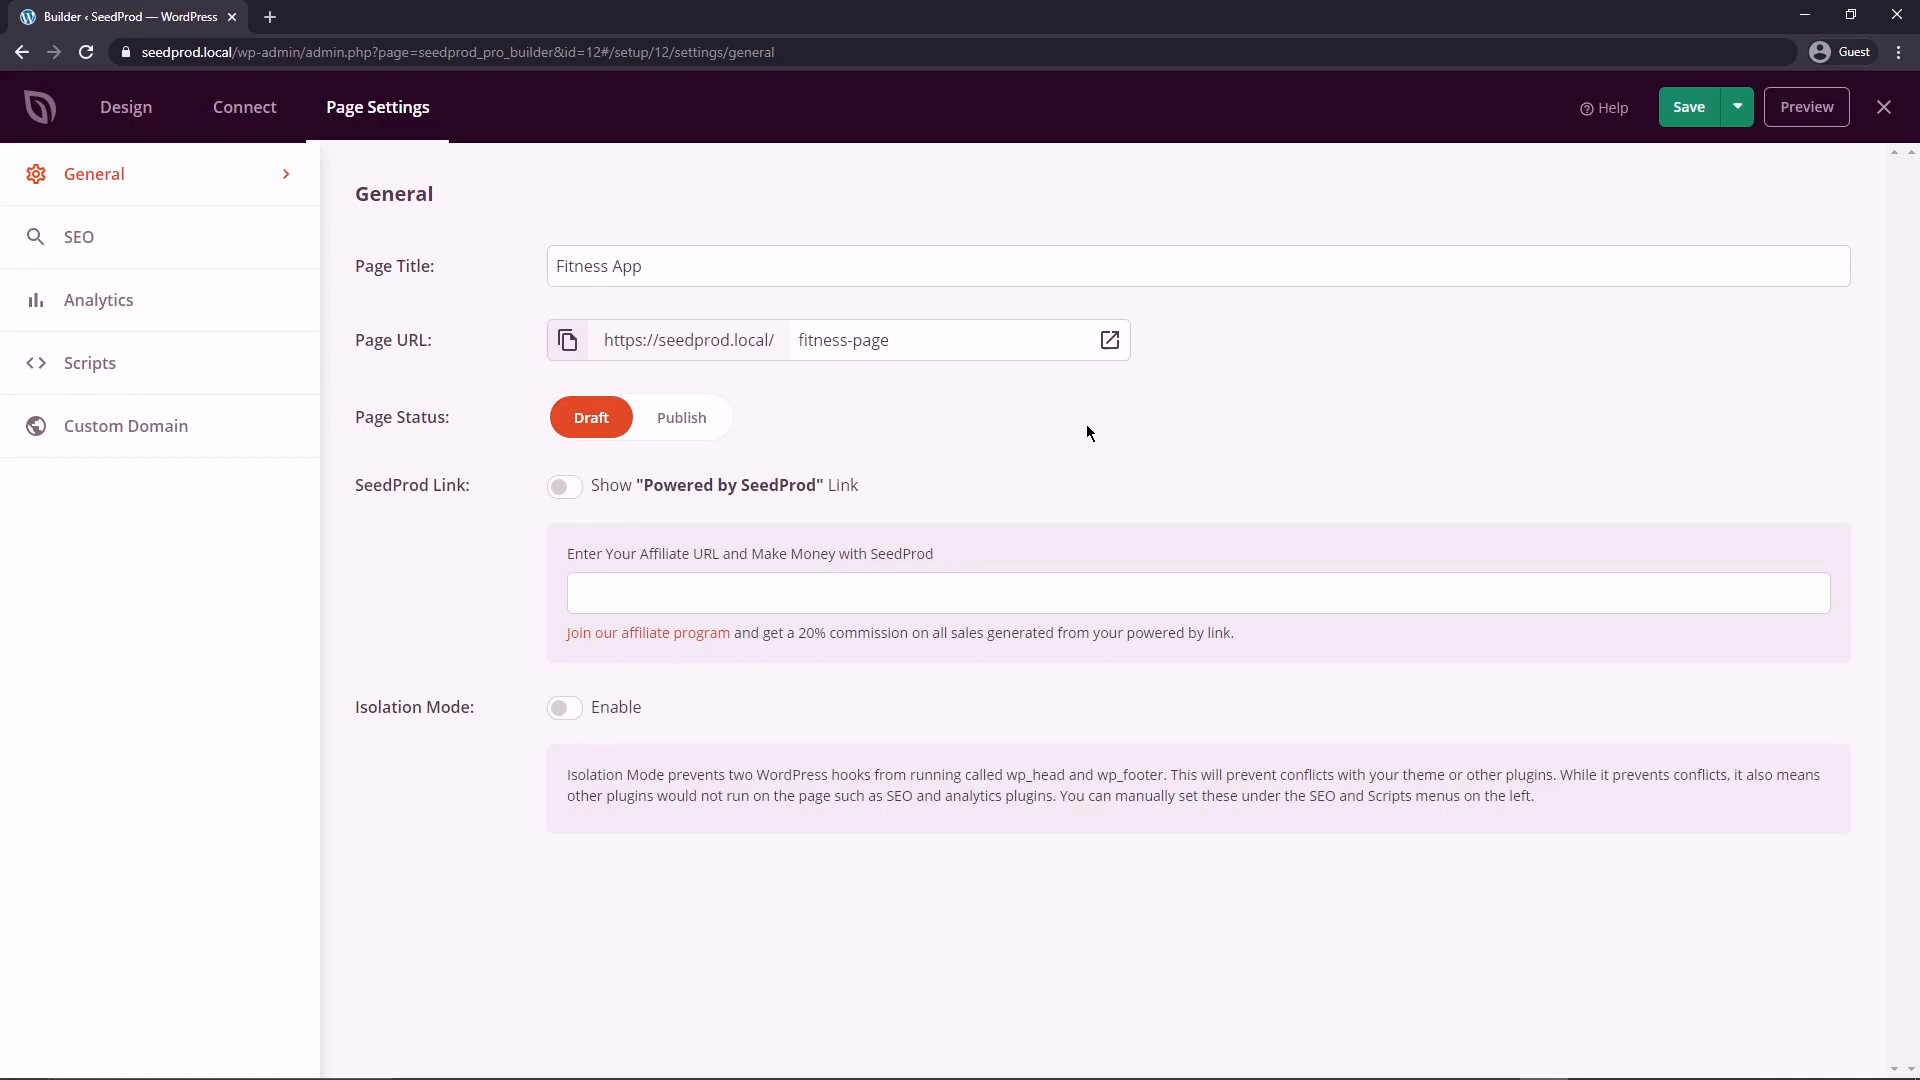 Builder ‹ SeedProd — WordPress
seedprod.local/wp-admin/admin.php?page=seedprod_pro_builder&id=12#/setup/12/settings/general
Guest
Design
Connect
Page Settings
Help
Save
Preview
General
SEO
Analytics
Scripts
Custom Domain
General
Page Title:
Fitness App
Page URL:
https://seedprod.local/
fitness-page
Page Status:
Draft
Publish
SeedProd Link:
Show "Powered by SeedProd" Link
Enter Your Affiliate URL and Make Money with SeedProd
Join our affiliate program and get a 20% commission on all sales generated from your powered by link.
Isolation Mode:
Enable
Isolation Mode prevents two WordPress hooks from running called wp_head and wp_footer. This will prevent conflicts with your theme or other plugins. While it prevents conflicts, it also means
other plugins would not run on the page such as SEO and analytics plugins. You can manually set these under the SEO and Scripts menus on the left.